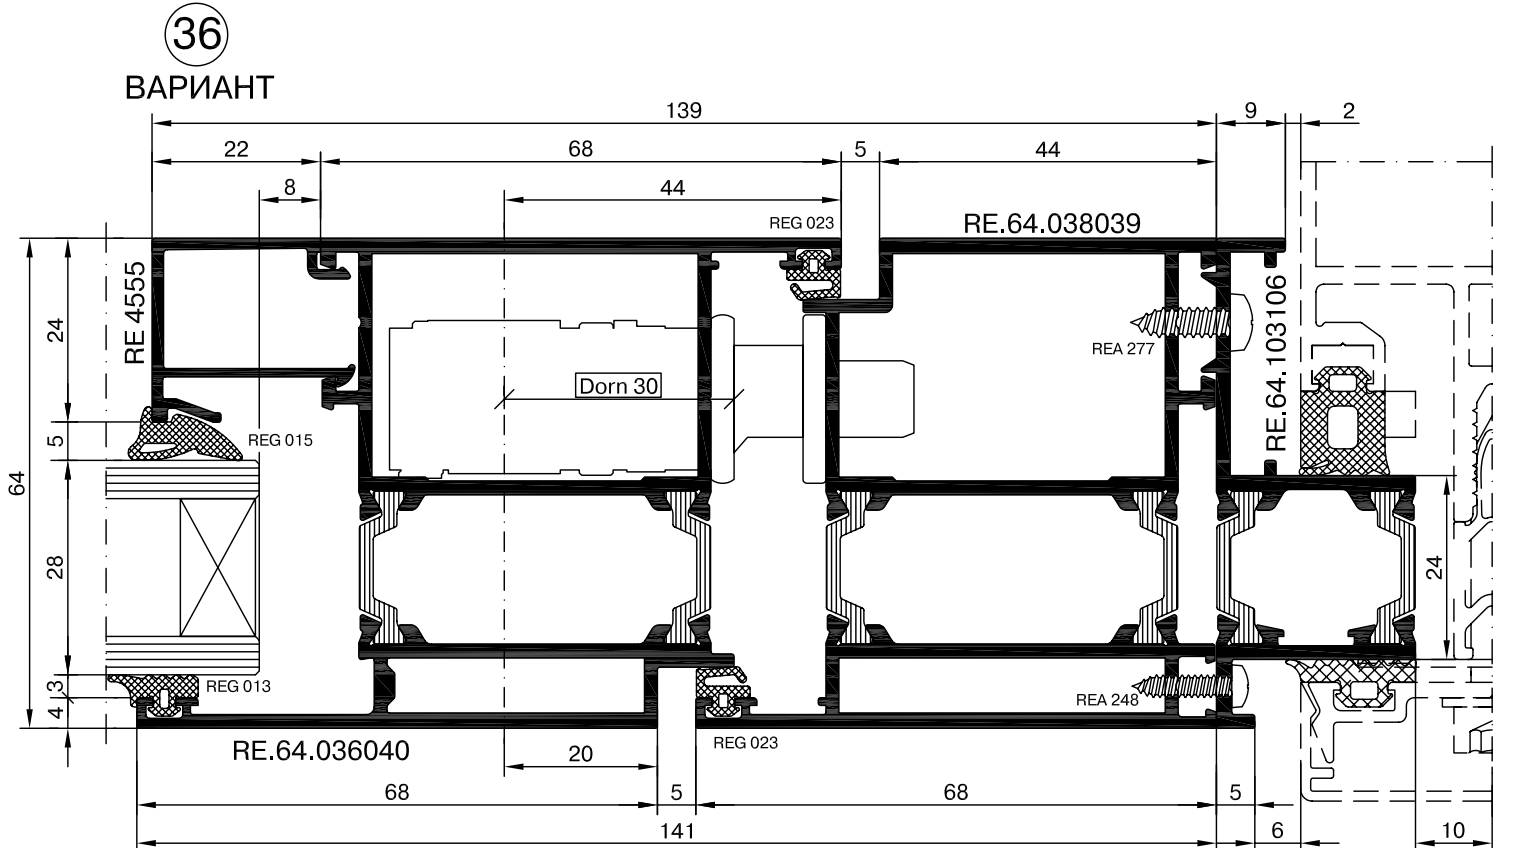 36
ВАРИАНТ
139
9
2
22
68
5
44
8
44
REG 023
RE.64.038039
RE 4555
24
RE.64.103106
REA 277
Dorn 30
5
REG 015
64
28
24
3
REG 013
4
REA 248
RE.64.036040
REG 023
20
68
5
68
5
141
6
10